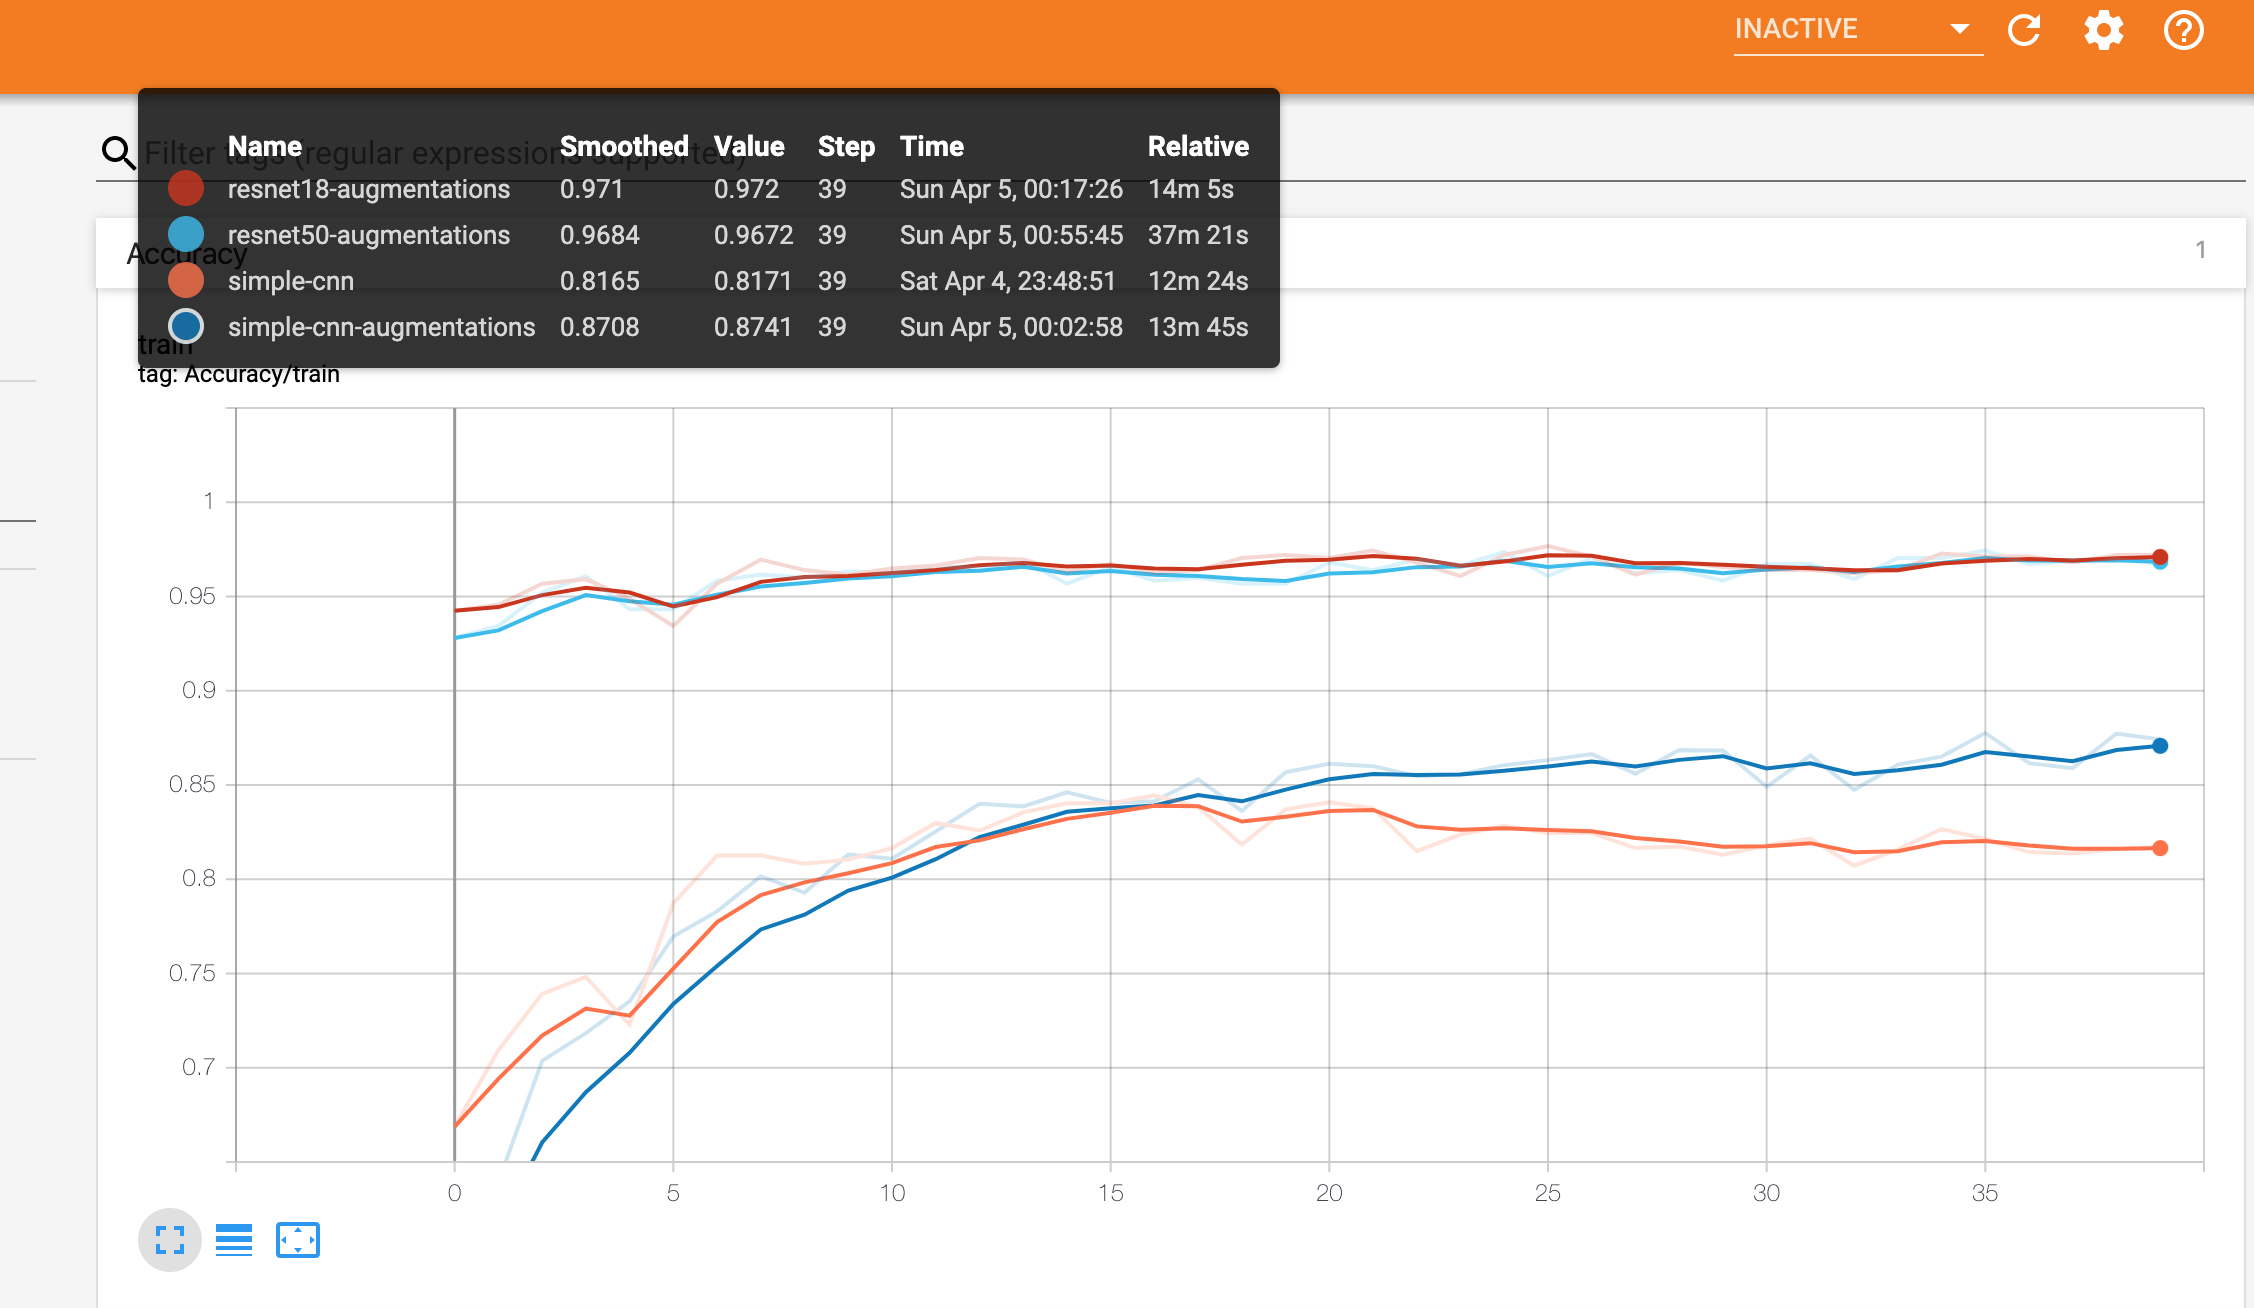 INACTIVE
Filter tags (regular expressions supported)
Name Smoothed Value Step Time Relative
resnet18-augmentations 0.971 0.972 39 Sun Apr 5, 00:17:26 14m 5s
resnet50-augmentations 0.9684 0.9672 39 Sun Apr 5, 00:55:45 37m 21s
Accuracy 1
simple-cnn 0.8165 0.8171 39 Sat Apr 4, 23:48:51 12m 24s
simple-cnn-augmentations 0.8708 0.8741 39 Sun Apr 5, 00:02:58 13m 45s
train
tag: Accuracy/train
1
0.95
0.9
0.85
0.8
0.75
0.7
0 5 10 15 20 25 30 35